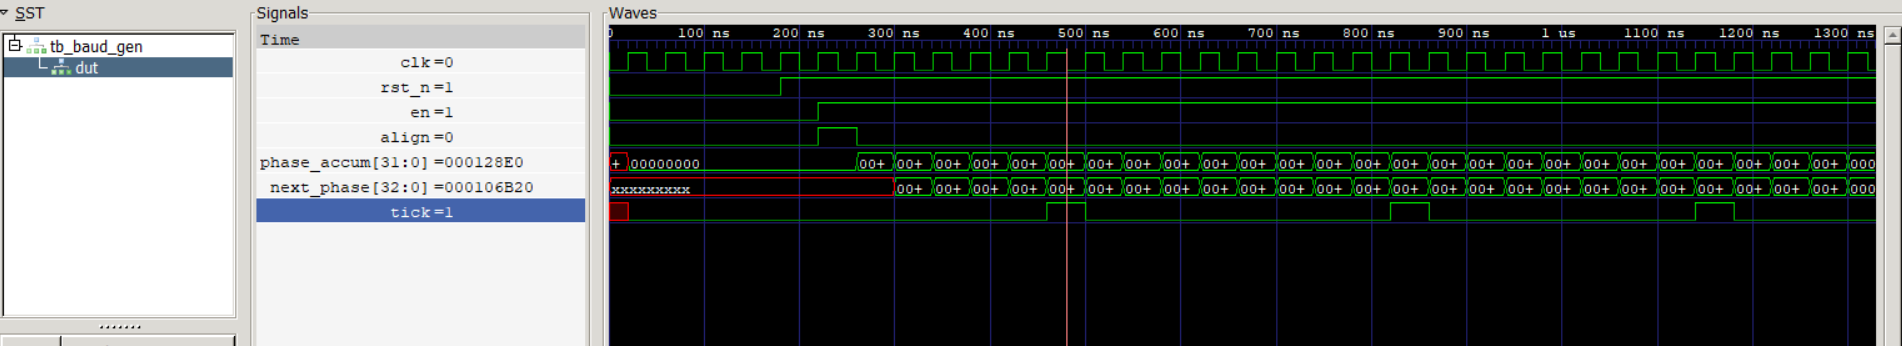 SST
tb_baud_gen
dut
Signals
Time
clk=0
rst_n=1
en=1
align=0
phase_accum[31:0]=000128E0
next_phase[32:0]=000106B20
tick=1
Waves
0 100 ns 200 ns 300 ns 400 ns 500 ns 600 ns 700 ns 800 ns 900 ns 1 us 1100 ns 1200 ns 1300 ns
+ 00000000 00+ 00+ 00+ 00+ 00+ 00+ 00+ 00+ 00+ 00+ 00+ 00+ 00+ 00+ 00+ 00+ 00+ 00+ 00+ 00+ 00+ 00+ 00+ 00+ 00+ 00+ 000
xxxxxxxxx 00+ 00+ 00+ 00+ 00+ 00+ 00+ 00+ 00+ 00+ 00+ 00+ 00+ 00+ 00+ 00+ 00+ 00+ 00+ 00+ 00+ 00+ 00+ 00+ 00+ 000